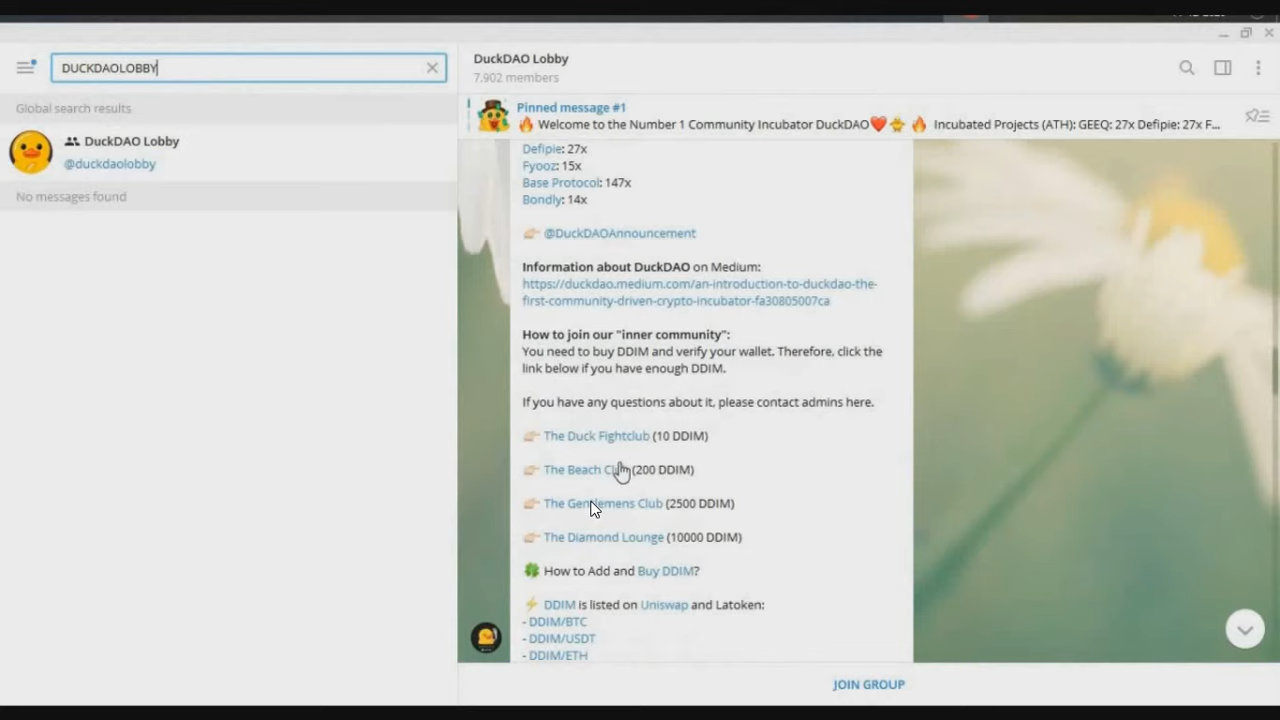 DUCKDAOLOBBY
Global search results
DuckDAO Lobby
@duckdaolobby
No messages found
DuckDAO Lobby
7,902 members
Pinned message #1
🔥 Welcome to the Number 1 Community Incubator DuckDAO❤️🐥 🔥 Incubated Projects (ATH): GEEQ: 27x Defipie: 27x F...
Defipie: 27x
Fyooz: 15x
Base Protocol: 147x
Bondly: 14x
👉 @DuckDAOAnnouncement
Information about DuckDAO on Medium:
https://duckdao.medium.com/an-introduction-to-duckdao-the-
first-community-driven-crypto-incubator-fa30805007ca
How to join our "inner community":
You need to buy DDIM and verify your wallet. Therefore, click the
link below if you have enough DDIM.
If you have any questions about it, please contact admins here.
👉 The Duck Fightclub (10 DDIM)
👉 The Beach Club (200 DDIM)
👉 The Gentlemens Club (2500 DDIM)
👉 The Diamond Lounge (10000 DDIM)
🍀 How to Add and Buy DDIM?
⚡ DDIM is listed on Uniswap and Latoken:
- DDIM/BTC
- DDIM/USDT
- DDIM/ETH
JOIN GROUP